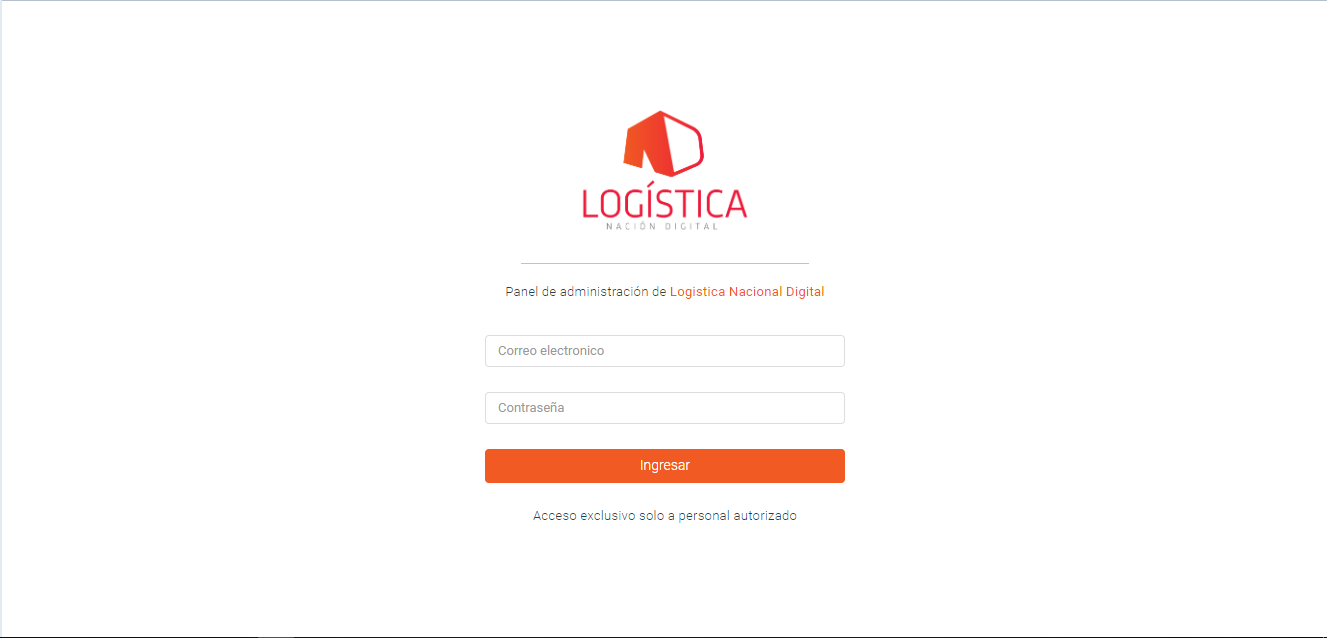 LOGÍSTICA
NACIÓN DIGITAL
Panel de administración de Logistica Nacional Digital
Correo electronico
Contraseña
Ingresar
Acceso exclusivo solo a personal autorizado